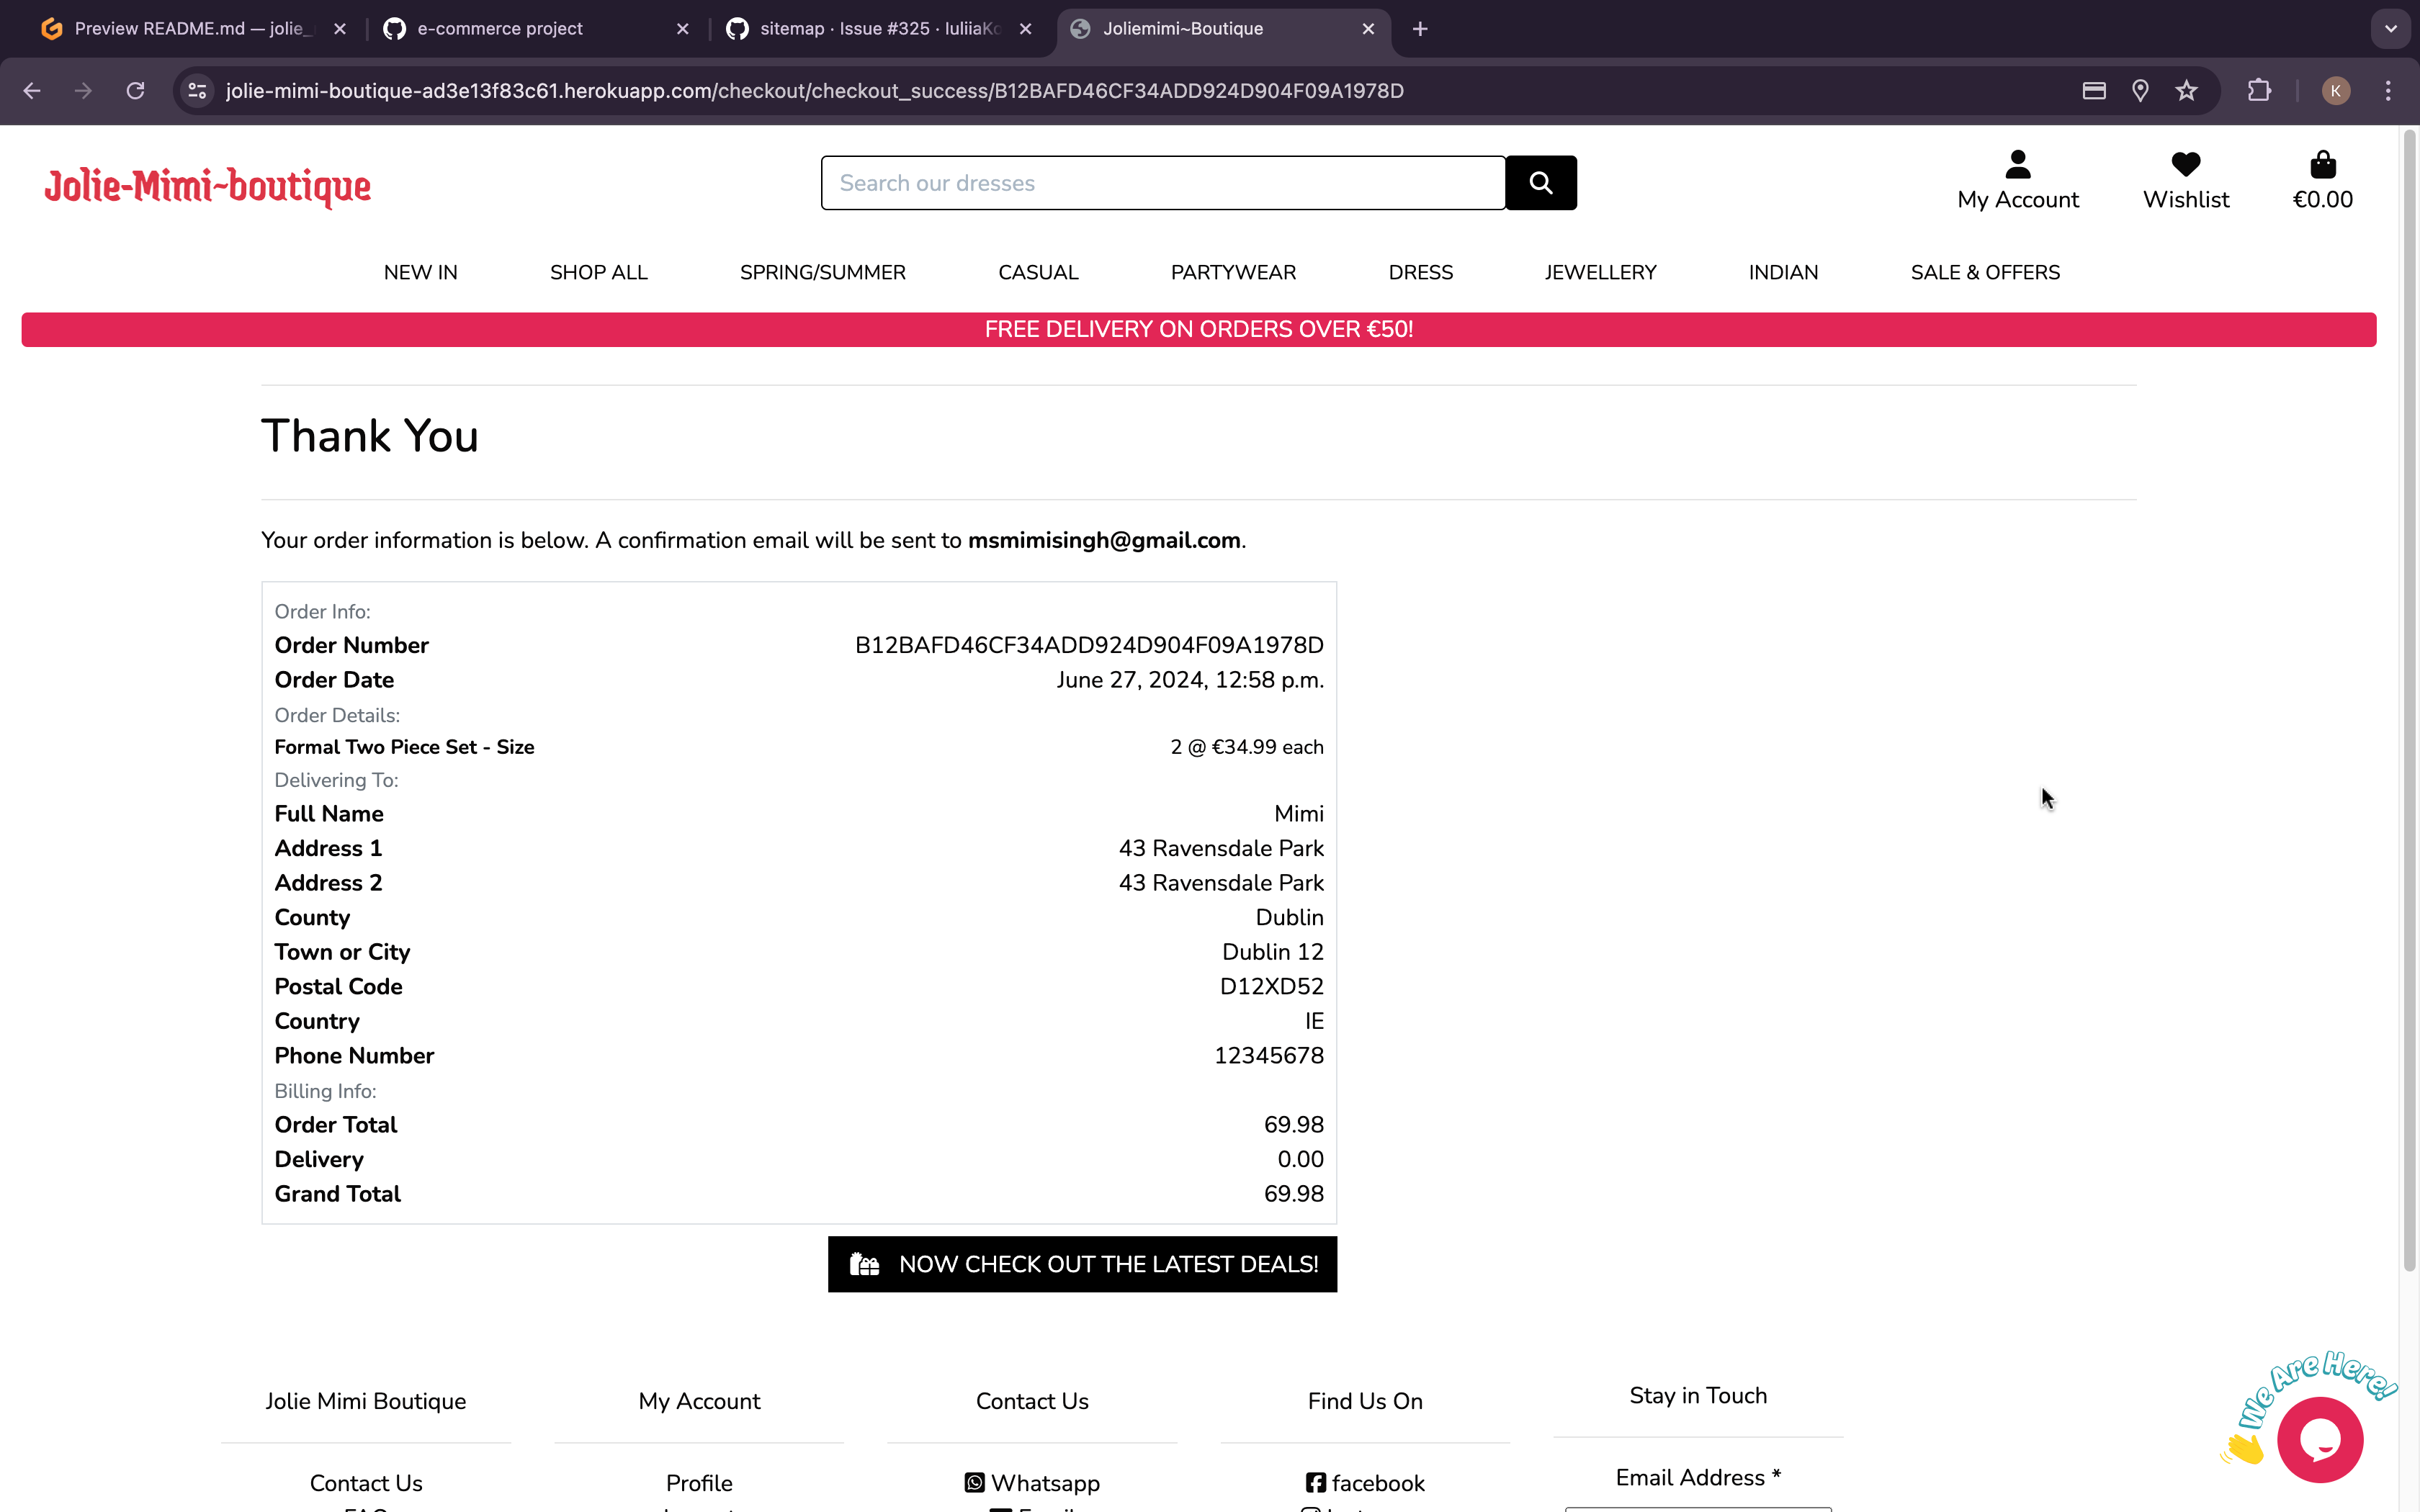 Preview README.md — jolie_
e-commerce project
sitemap · Issue #325 · IuliiaKo
Joliemimi~Boutique
jolie-mimi-boutique-ad3e13f83c61.herokuapp.com/checkout/checkout_success/B12BAFD46CF34ADD924D904F09A1978D
K
Jolie-Mimi~boutique
Search our dresses
My Account
Wishlist
€0.00
NEW IN
SHOP ALL
SPRING/SUMMER
CASUAL
PARTYWEAR
DRESS
JEWELLERY
INDIAN
SALE & OFFERS
FREE DELIVERY ON ORDERS OVER €50!
Thank You
Your order information is below. A confirmation email will be sent to msmimisingh@gmail.com.
Order Info:
Order Number B12BAFD46CF34ADD924D904F09A1978D
Order Date June 27, 2024, 12:58 p.m.
Order Details:
Formal Two Piece Set - Size 2 @ €34.99 each
Delivering To:
Full Name Mimi
Address 1 43 Ravensdale Park
Address 2 43 Ravensdale Park
County Dublin
Town or City Dublin 12
Postal Code D12XD52
Country IE
Phone Number 12345678
Billing Info:
Order Total 69.98
Delivery 0.00
Grand Total 69.98
NOW CHECK OUT THE LATEST DEALS!
We Are Here!
Jolie Mimi Boutique
My Account
Contact Us
Find Us On
Stay in Touch
Contact Us
Profile
Whatsapp
facebook
Email Address *